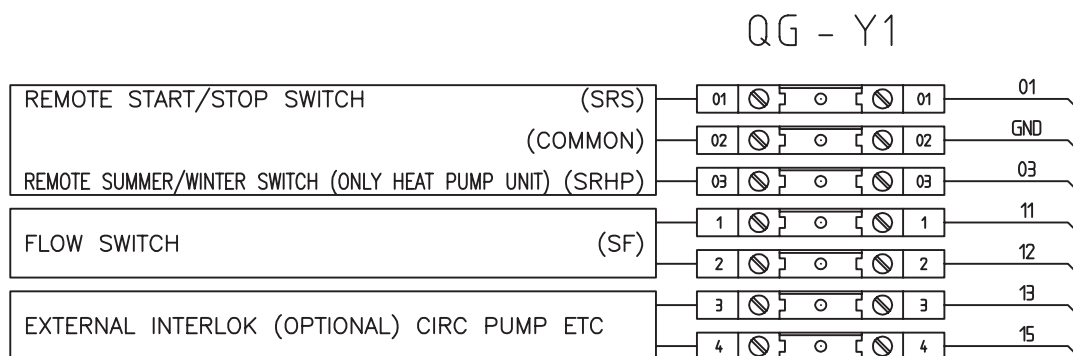 QG - Y1
REMOTE START/STOP SWITCH (SRS) 01 01 01
(COMMON) 02 02 GND
REMOTE SUMMER/WINTER SWITCH (ONLY HEAT PUMP UNIT) (SRHP) 03 03 03
1 1 11
FLOW SWITCH (SF)
2 2 12
3 3 13
EXTERNAL INTERLOK (OPTIONAL) CIRC PUMP ETC
4 4 15